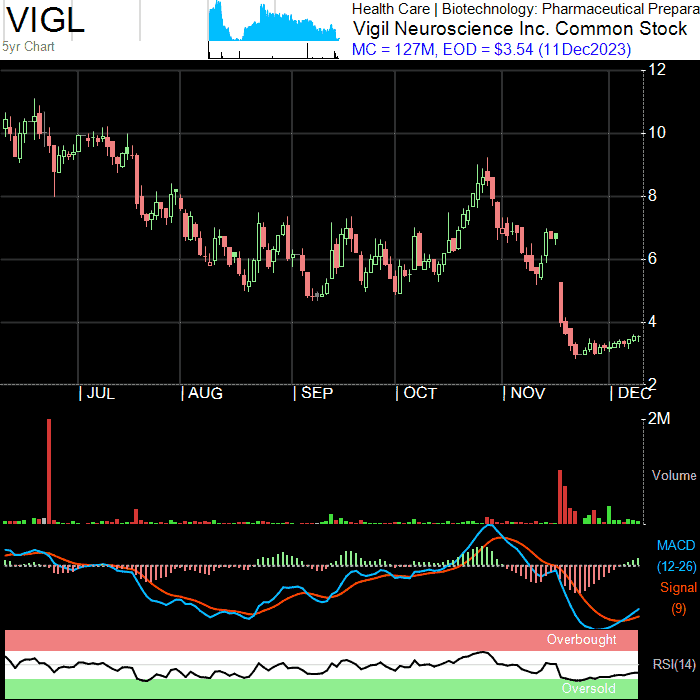 VIGL
5yr Chart
Health Care | Biotechnology: Pharmaceutical Prepara
Vigil Neuroscience Inc. Common Stock
MC = 127M, EOD = $3.54 (11Dec2023)
12
10
8
6
4
2
| JUL | AUG | SEP | OCT | NOV | DEC
2M
Volume
MACD
(12-26)
Signal
(9)
Overbought
RSI(14)
Oversold